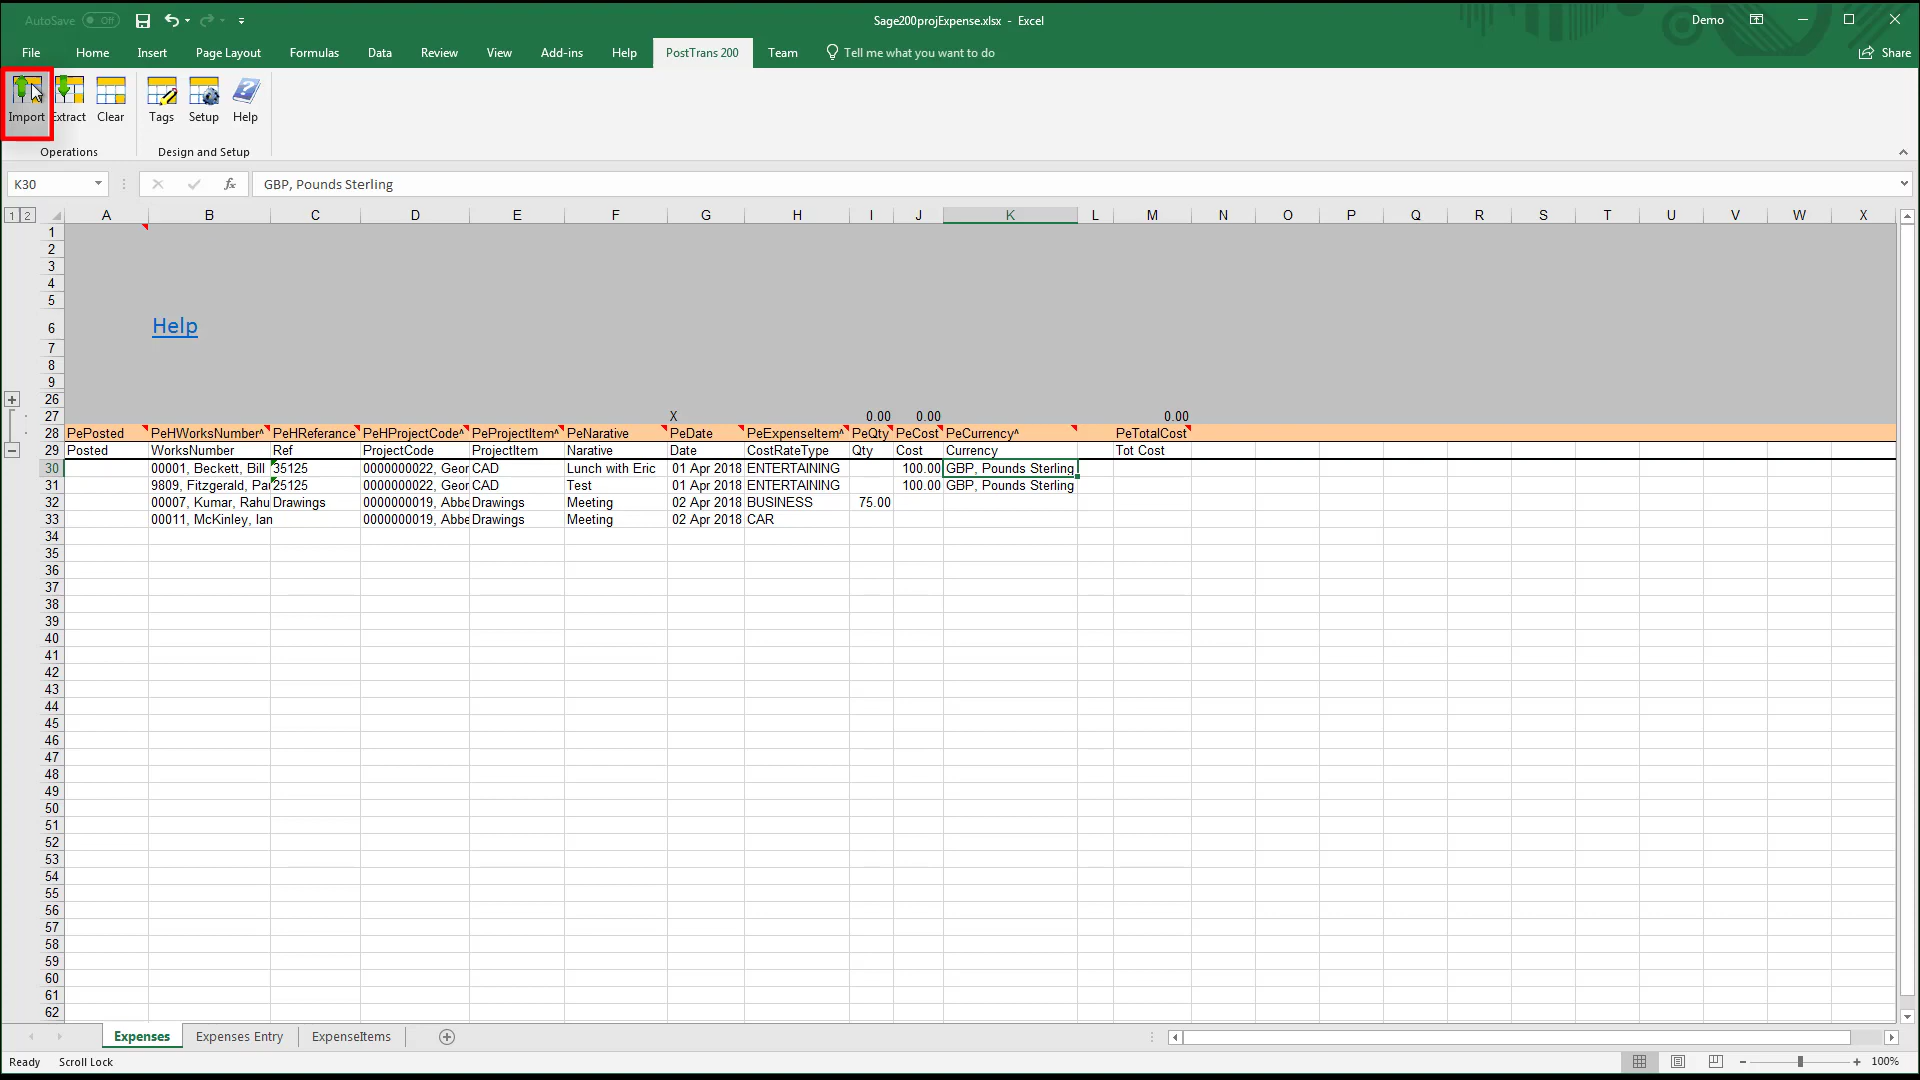 AutoSave Off
Sage200projExpense.xlsx - Excel
Demo
File Home Insert Page Layout Formulas Data Review View Add-ins Help PostTrans 200 Team Tell me what you want to do Share
Import Extract Clear Tags Setup Help
Operations Design and Setup
K30 fx GBP, Pounds Sterling
1 2 A B C D E F G H I J K L M N O P Q R S T U V W X
1
2
3
4
5
6 Help
7
8
9
26
27 X 0.00 0.00 0.00
28 PePosted PeHWorksNumber^ PeHReferance PeHProjectCode^ PeProjectItem^ PeNarative PeDate PeExpenseItem^ PeQty PeCost PeCurrency^ PeTotalCost
29 Posted WorksNumber Ref ProjectCode ProjectItem Narative Date CostRateType Qty Cost Currency Tot Cost
30 00001, Beckett, Bill 35125 0000000022, Geor CAD Lunch with Eric 01 Apr 2018 ENTERTAINING 100.00 GBP, Pounds Sterling
31 9809, Fitzgerald, Pau 25125 0000000022, Geor CAD Test 01 Apr 2018 ENTERTAINING 100.00 GBP, Pounds Sterling
32 00007, Kumar, Rahu Drawings 0000000019, Abbe Drawings Meeting 02 Apr 2018 BUSINESS 75.00
33 00011, McKinley, Ian 0000000019, Abbe Drawings Meeting 02 Apr 2018 CAR
34
35
36
37
38
39
40
41
42
43
44
45
46
47
48
49
50
51
52
53
54
55
56
57
58
59
60
61
62
Expenses Expenses Entry ExpenseItems
Ready Scroll Lock 100%